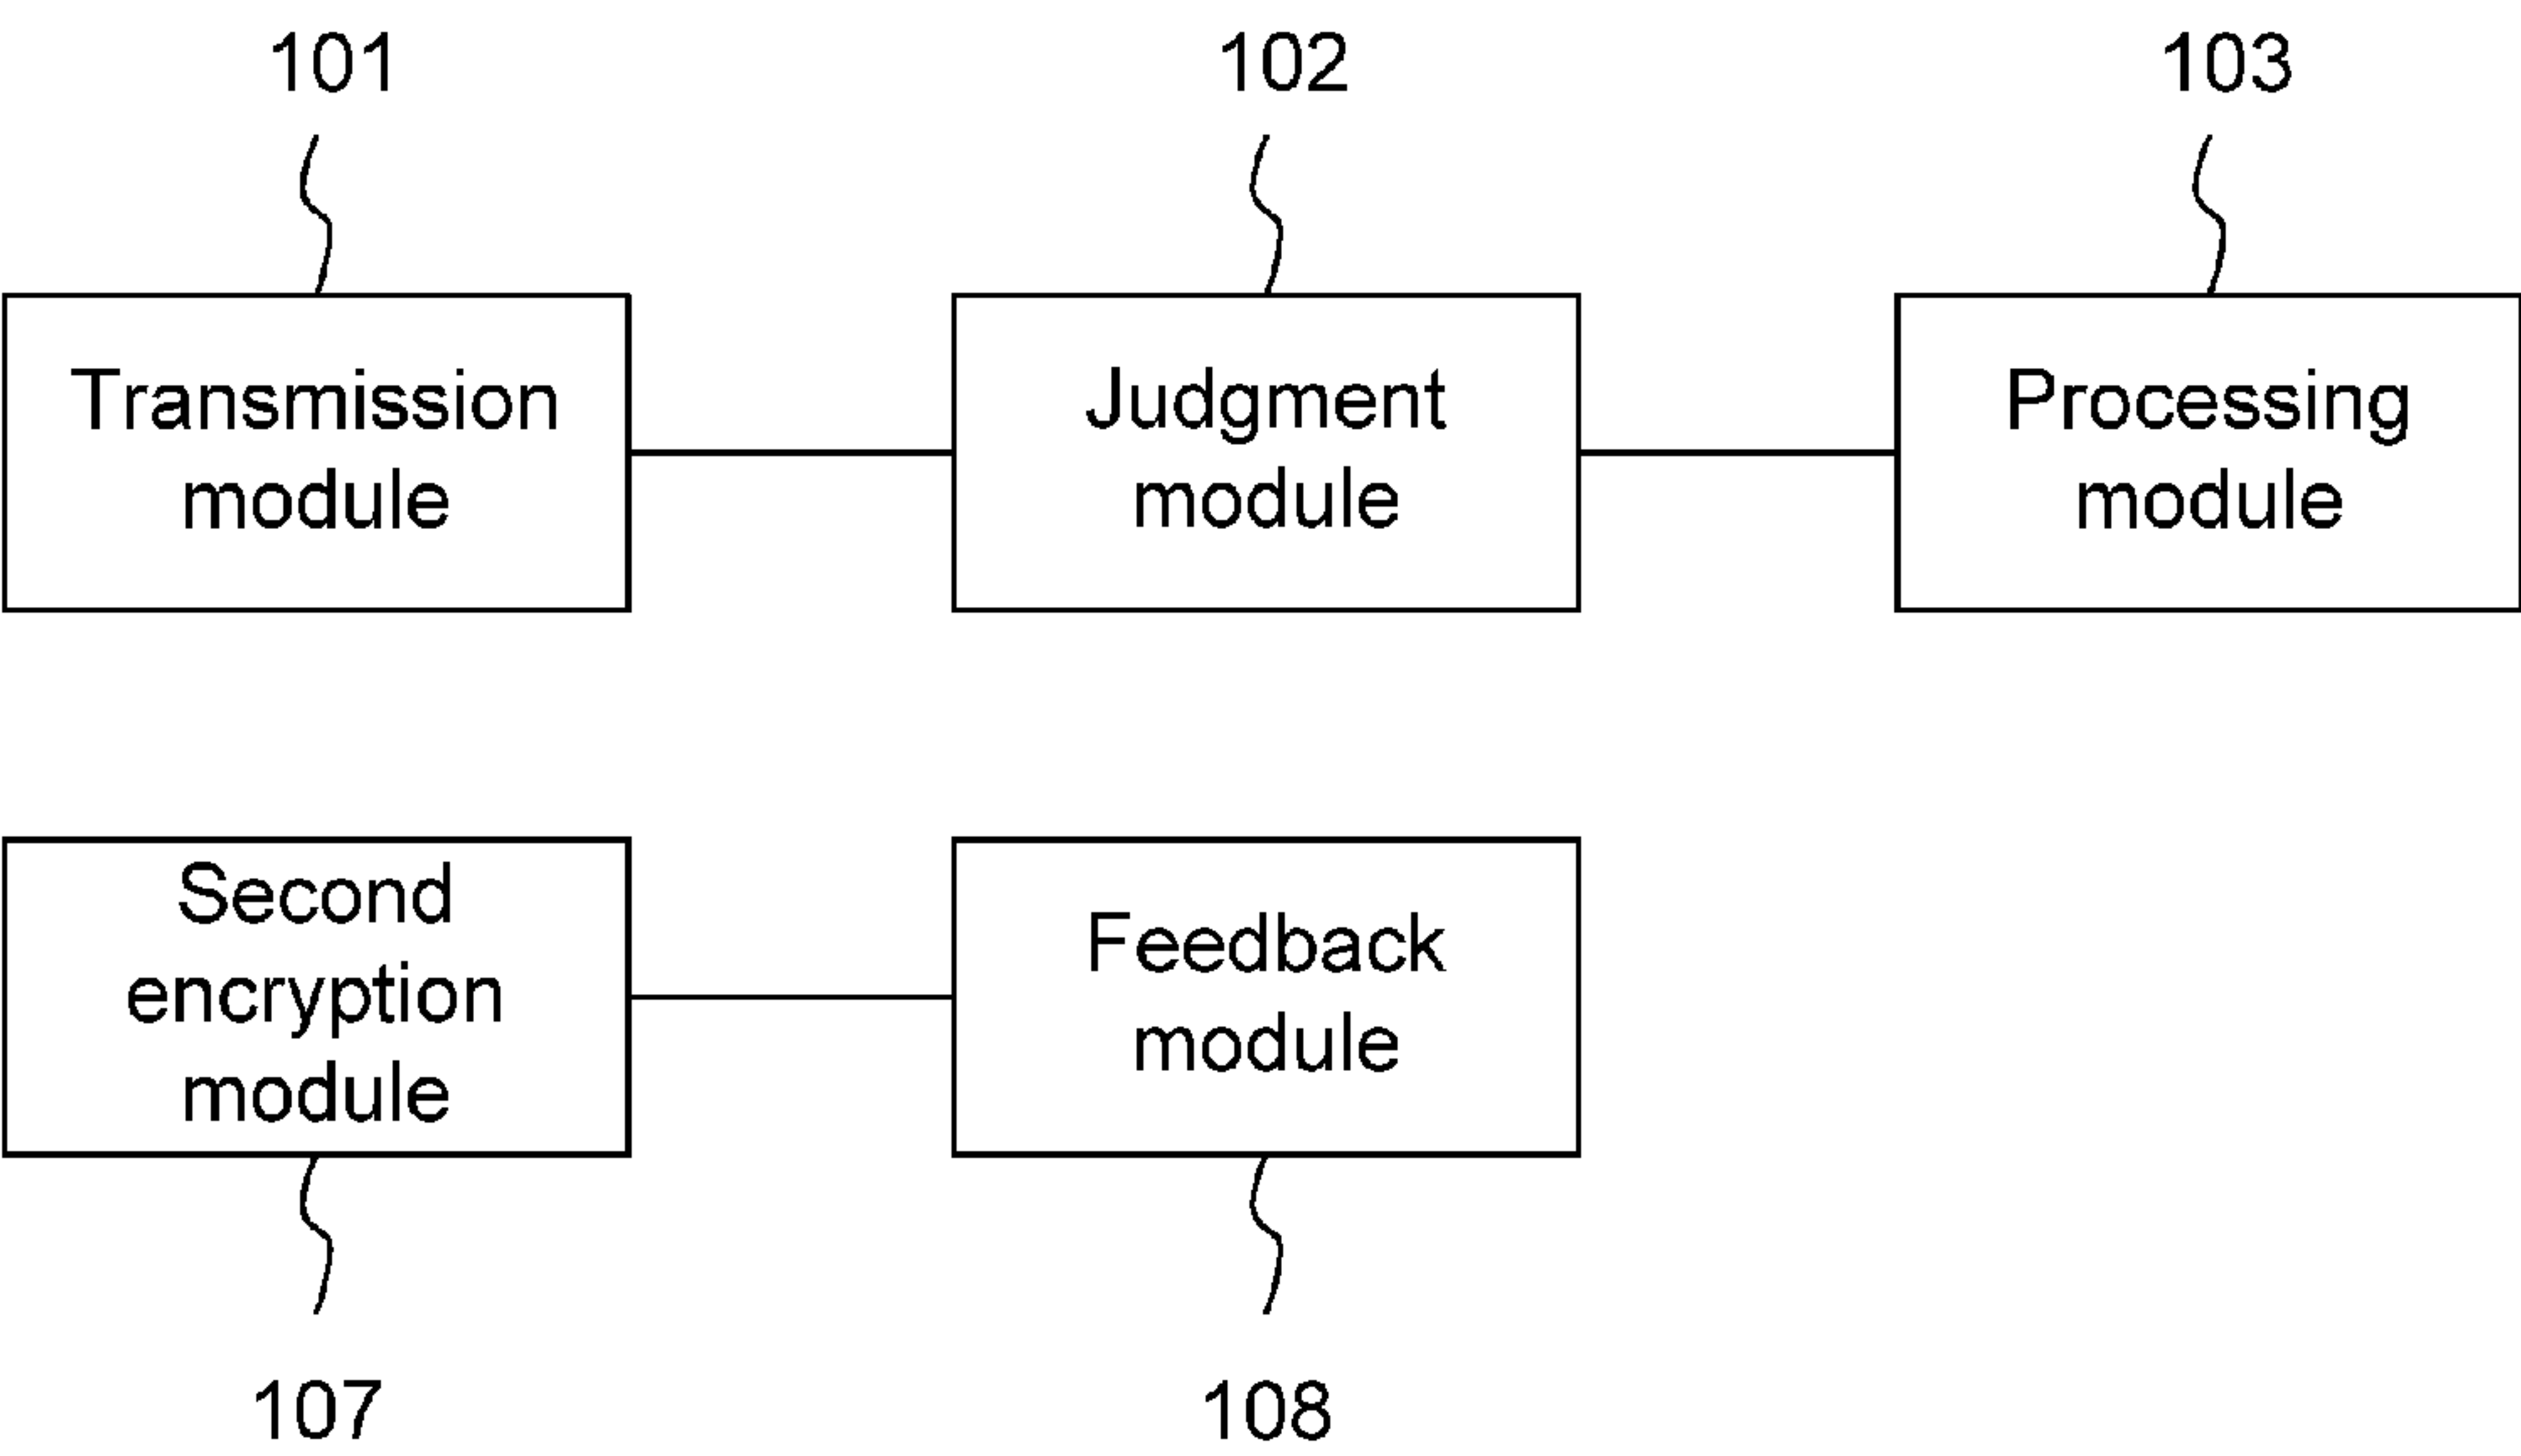 101
102
103
Transmission
module
Judgment
module
Processing
module
Second
encryption
module
Feedback
module
107
108